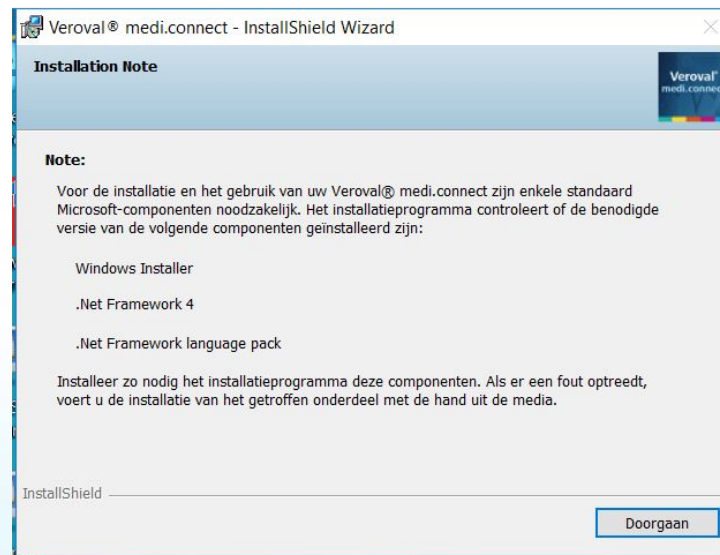 Veroval® medi.connect - InstallShield Wizard
Installation Note
Veroval®
medi.connec
Note:
Voor de installatie en het gebruik van uw Veroval® medi.connect zijn enkele standaard
Microsoft-componenten noodzakelijk. Het installatieprogramma controleert of de benodigde
versie van de volgende componenten geïnstalleerd zijn:
Windows Installer
.Net Framework 4
.Net Framework language pack
Installeer zo nodig het installatieprogramma deze componenten. Als er een fout optreedt,
voert u de installatie van het getroffen onderdeel met de hand uit de media.
InstallShield
Doorgaan